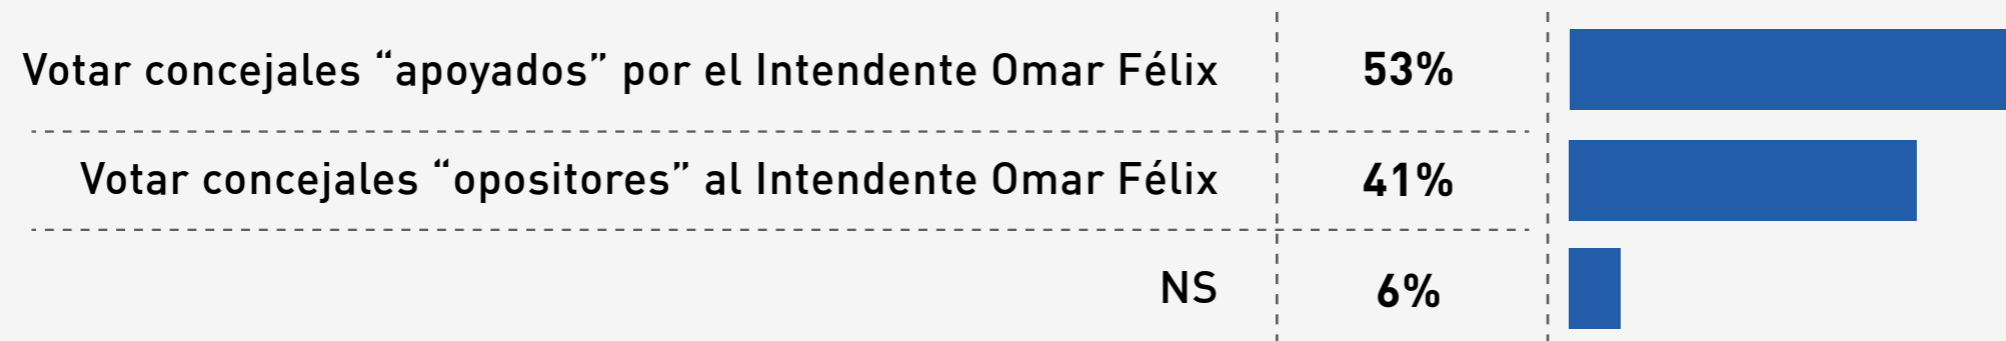 Votar concejales “apoyados” por el Intendente Omar Félix 53%
Votar concejales “opositores” al Intendente Omar Félix 41%
NS 6%